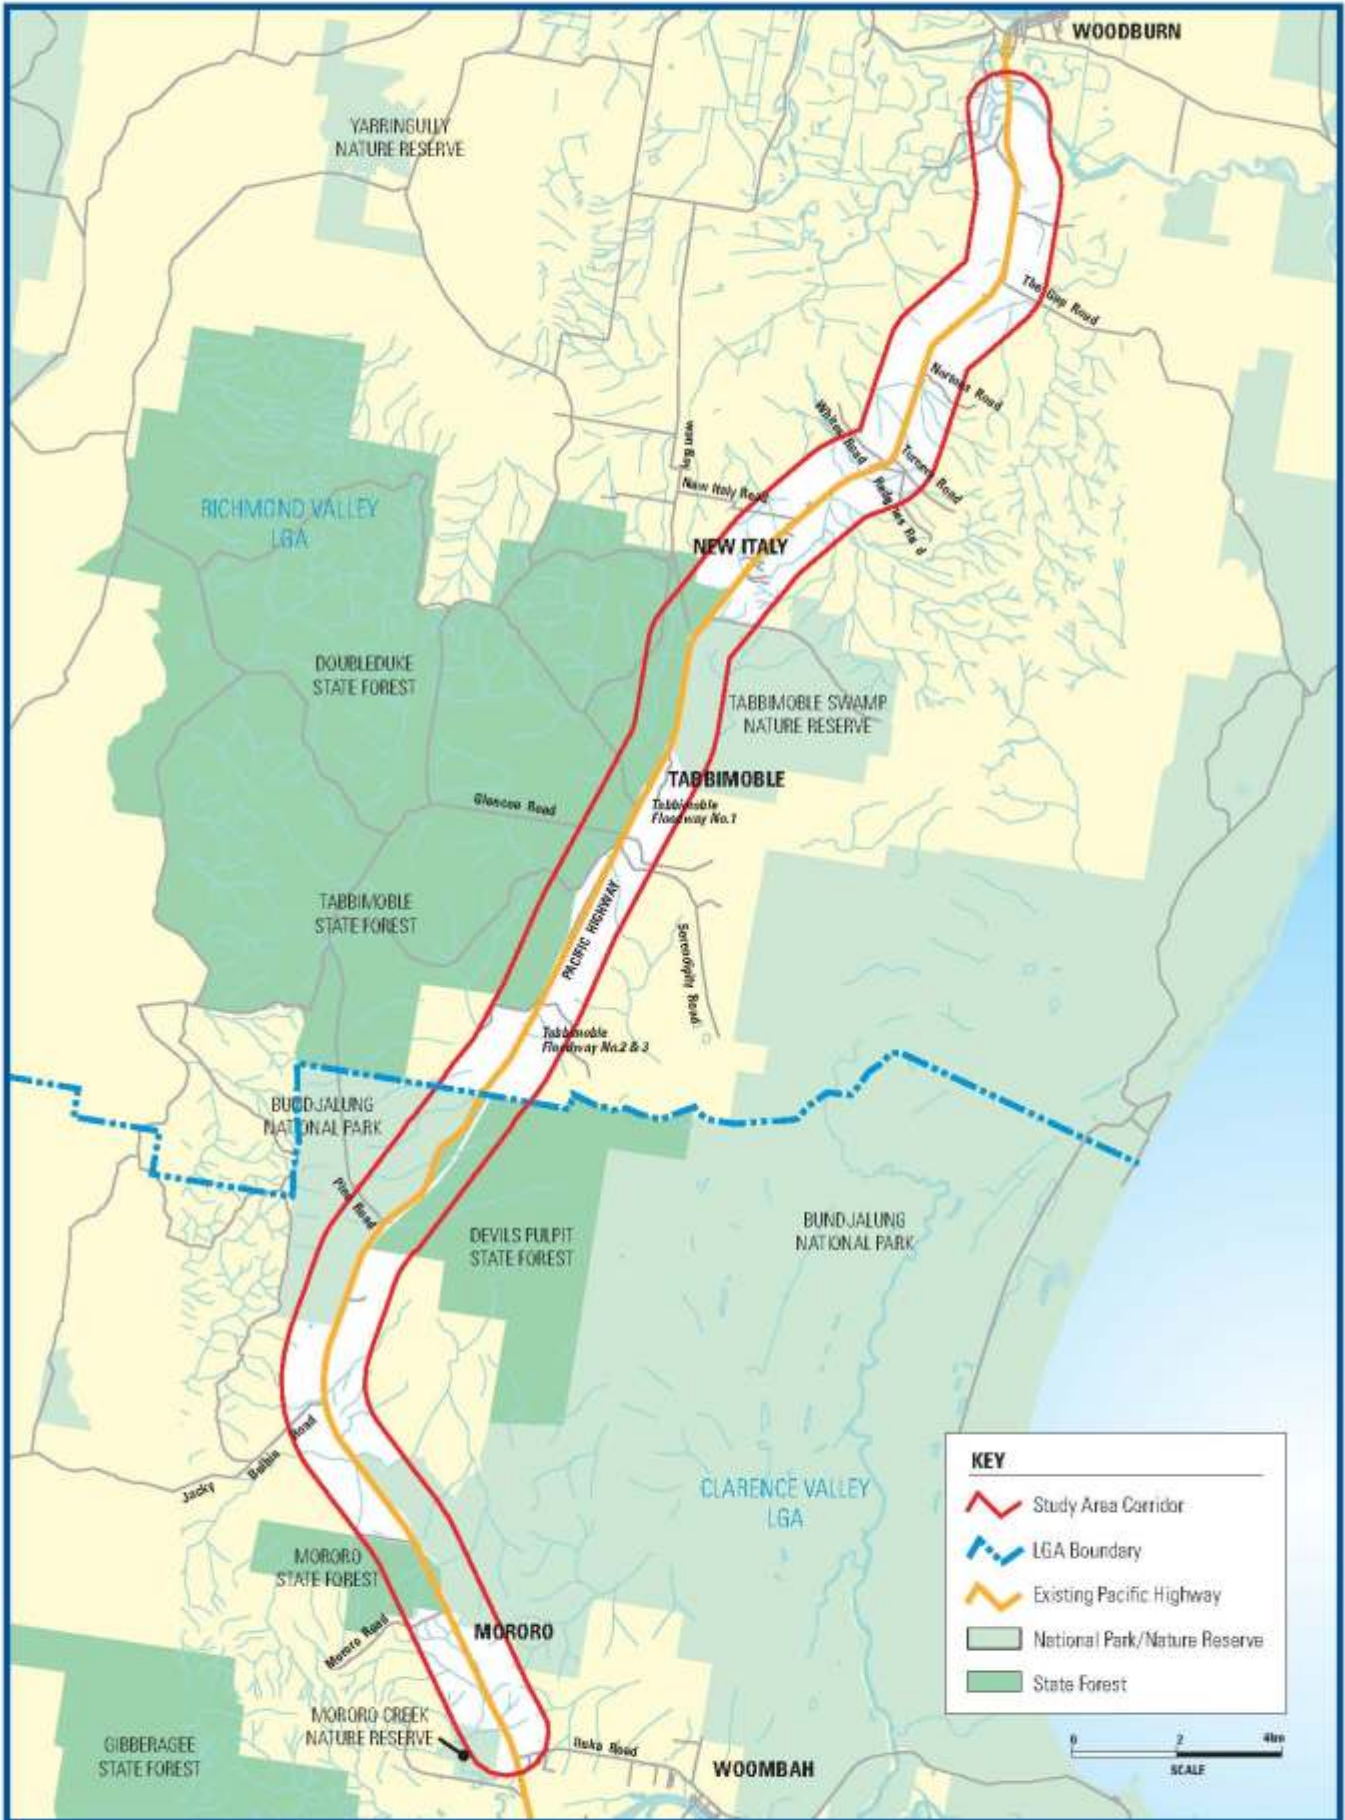 WOODBURN
YARRINGULLY
NATURE RESERVE
The Gap Road
Nortons Road
Whites Road
Turners Road
New Italy Road
NEW ITALY
RICHMOND VALLEY
LGA
DOUBLEDUKE
STATE FOREST
TABBIMOBLE SWAMP
NATURE RESERVE
TABBIMOBLE
Tabbimoble
Floodway No.1
Glencoe Road
TABBIMOBLE
STATE FOREST
PACIFIC HIGHWAY
Serendipity Road
Tabbimoble
Floodway No.2 & 3
BUNDJALUNG
NATIONAL PARK
Road
DEVILS PULPIT
STATE FOREST
BUNDJALUNG
NATIONAL PARK
Jacky Bulbin Road
CLARENCE VALLEY
LGA
MORORO
STATE FOREST
MORORO
Mororo Road
MORORO CREEK
NATURE RESERVE
GIBBERAGEE
STATE FOREST
Iluka Road
WOOMBAH
KEY
Study Area Corridor
LGA Boundary
Existing Pacific Highway
National Park/Nature Reserve
State Forest
0 2 4km
SCALE